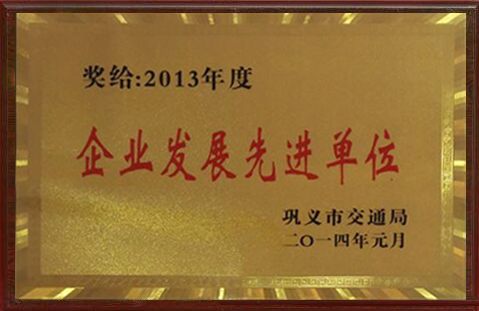 奖给:2013年度
企业发展先进单位
巩义市交通局
二〇一四年元月